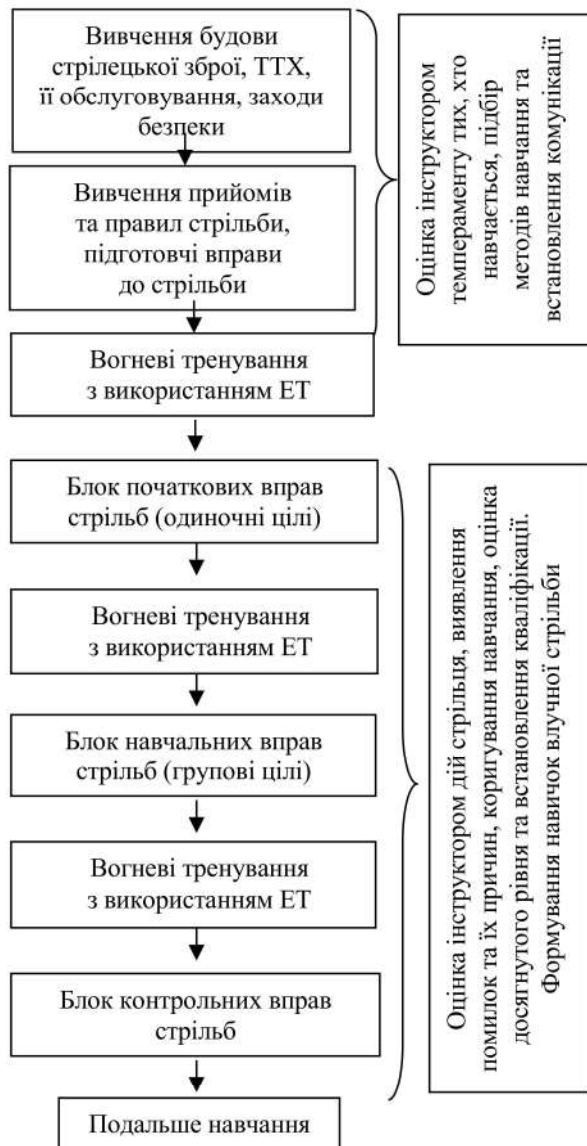 Вивчення будови
стрілецької зброї, ТТХ,
її обслуговування, заходи
безпеки
Вивчення прийомів
та правил стрільби,
підготовчі вправи
до стрільби
Вогневі тренування
з використанням ЕТ
Оцінка інструктором
темпераменту тих, хто
навчається, підбір
методів навчання та
встановлення комунікації
Блок початкових вправ
стрільб (одиночні цілі)
Вогневі тренування
з використанням ЕТ
Блок навчальних вправ
стрільб (групові цілі)
Вогневі тренування
з використанням ЕТ
Блок контрольних вправ
стрільб
Подальше навчання
Оцінка інструктором дій стрільця, виявлення
помилок та їх причин, коригування навчання, оцінка
досягнутого рівня та встановлення кваліфікації.
Формування навичок влучної стрільби